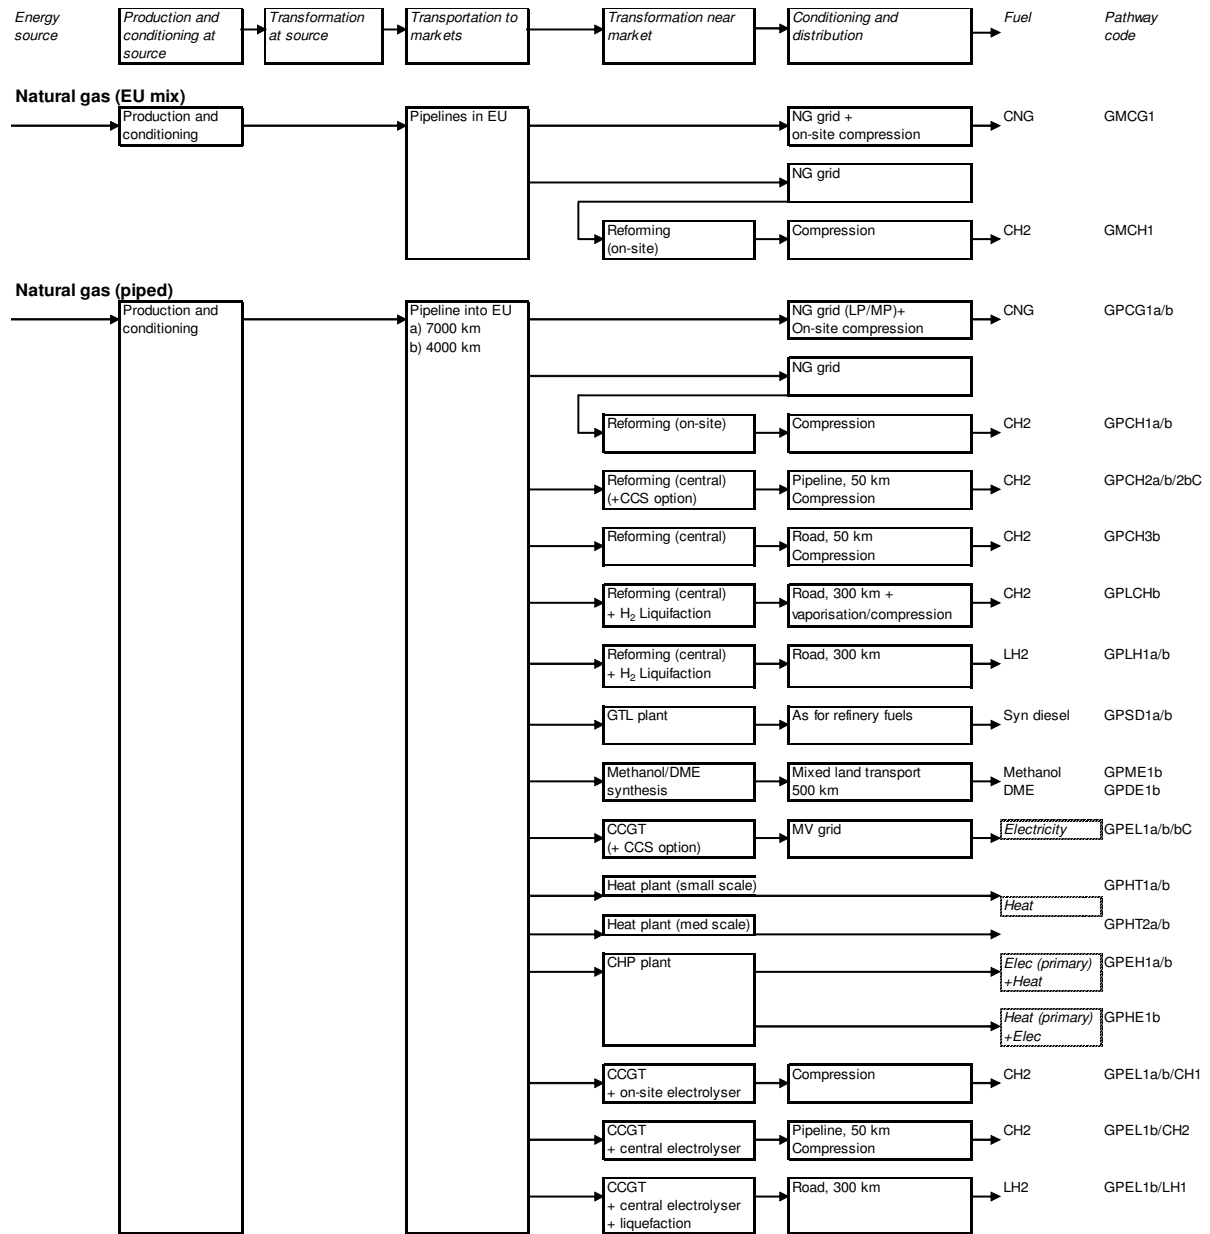 Energy source
Production and conditioning at source
Transformation at source
Transportation to markets
Transformation near market
Conditioning and distribution
Fuel
Pathway code
Natural gas (EU mix)
Production and
conditioning
Pipelines in EU
NG grid +
on-site compression
CNG
GMCG1
NG grid
Reforming
(on-site)
Compression
CH2
GMCH1
Natural gas (piped)
Production and
conditioning
Pipeline into EU
a) 7000 km
b) 4000 km
NG grid (LP/MP)+
On-site compression
CNG
GPCG1a/b
NG grid
Reforming (on-site)
Compression
CH2
GPCH1a/b
Reforming (central)
(+CCS option)
Pipeline, 50 km
Compression
CH2
GPCH2a/b/2bC
Reforming (central)
Road, 50 km
Compression
CH2
GPCH3b
Reforming (central)
+ H2 Liquifaction
Road, 300 km +
vaporisation/compression
CH2
GPLCHb
Reforming (central)
+ H2 Liquifaction
Road, 300 km
LH2
GPLH1a/b
GTL plant
As for refinery fuels
Syn diesel
GPSD1a/b
Methanol/DME
synthesis
Mixed land transport
500 km
Methanol
DME
GPME1b
GPDE1b
CCGT
(+ CCS option)
MV grid
Electricity
GPEL1a/b/bC
Heat plant (small scale)
GPHT1a/b
Heat
Heat plant (med scale)
GPHT2a/b
CHP plant
Elec (primary)
+Heat
GPEH1a/b
Heat (primary)
+Elec
GPHE1b
CCGT
+ on-site electrolyser
Compression
CH2
GPEL1a/b/CH1
CCGT
+ central electrolyser
Pipeline, 50 km
Compression
CH2
GPEL1b/CH2
CCGT
+ central electrolyser
+ liquefaction
Road, 300 km
LH2
GPEL1b/LH1